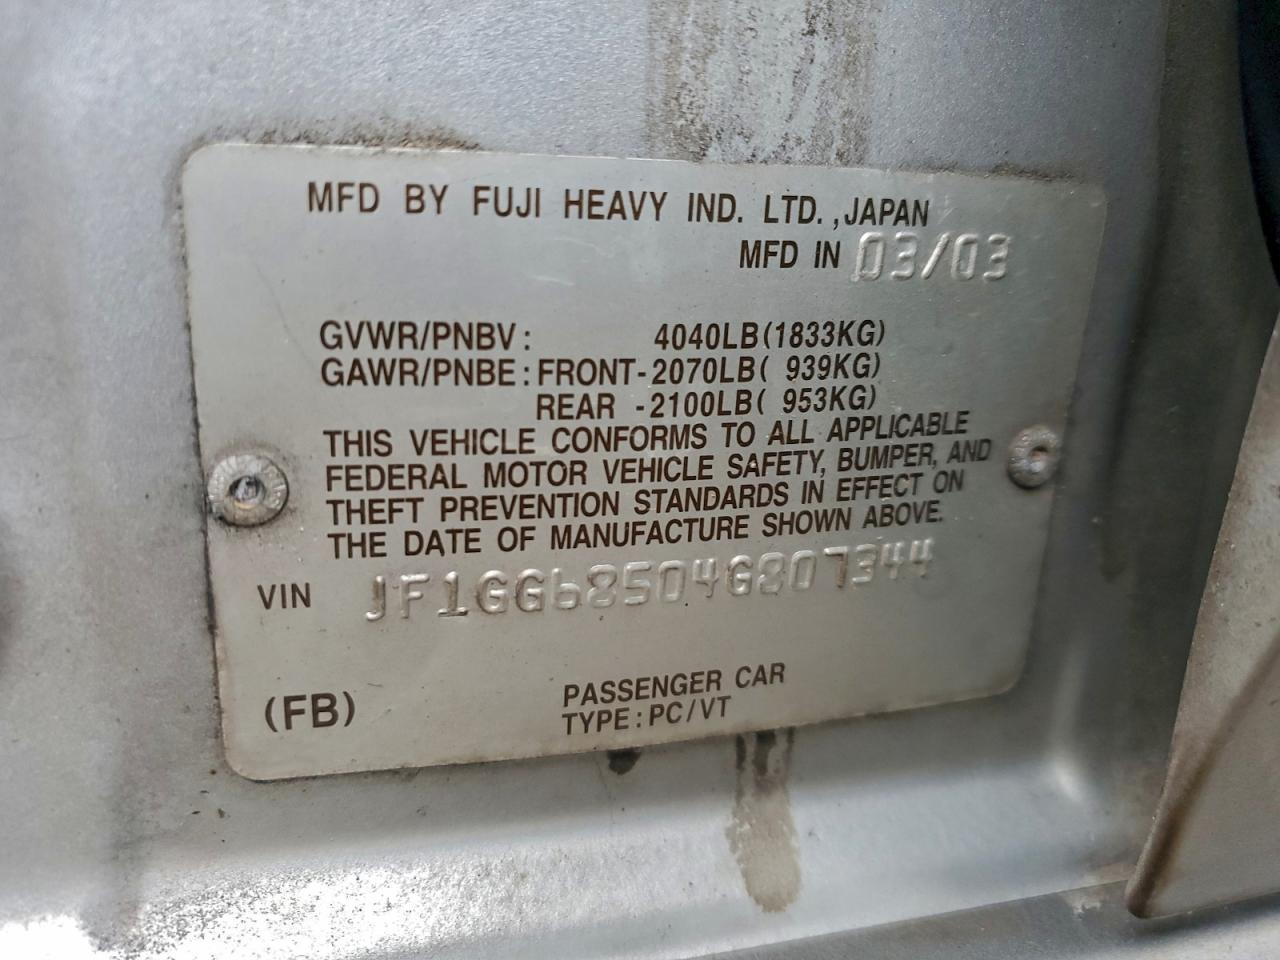 MFD BY FUJI HEAVY IND. LTD.,JAPAN
MFD IN 03/03
GVWR/PNBV: 4040LB(1833KG)
GAWR/PNBE:FRONT-2070LB( 939KG)
REAR -2100LB( 953KG)
THIS VEHICLE CONFORMS TO ALL APPLICABLE
FEDERAL MOTOR VEHICLE SAFETY, BUMPER, AND
THEFT PREVENTION STANDARDS IN EFFECT ON
THE DATE OF MANUFACTURE SHOWN ABOVE.
VIN JF1GG68504G807344
(FB)
PASSENGER CAR
TYPE:PC/VT